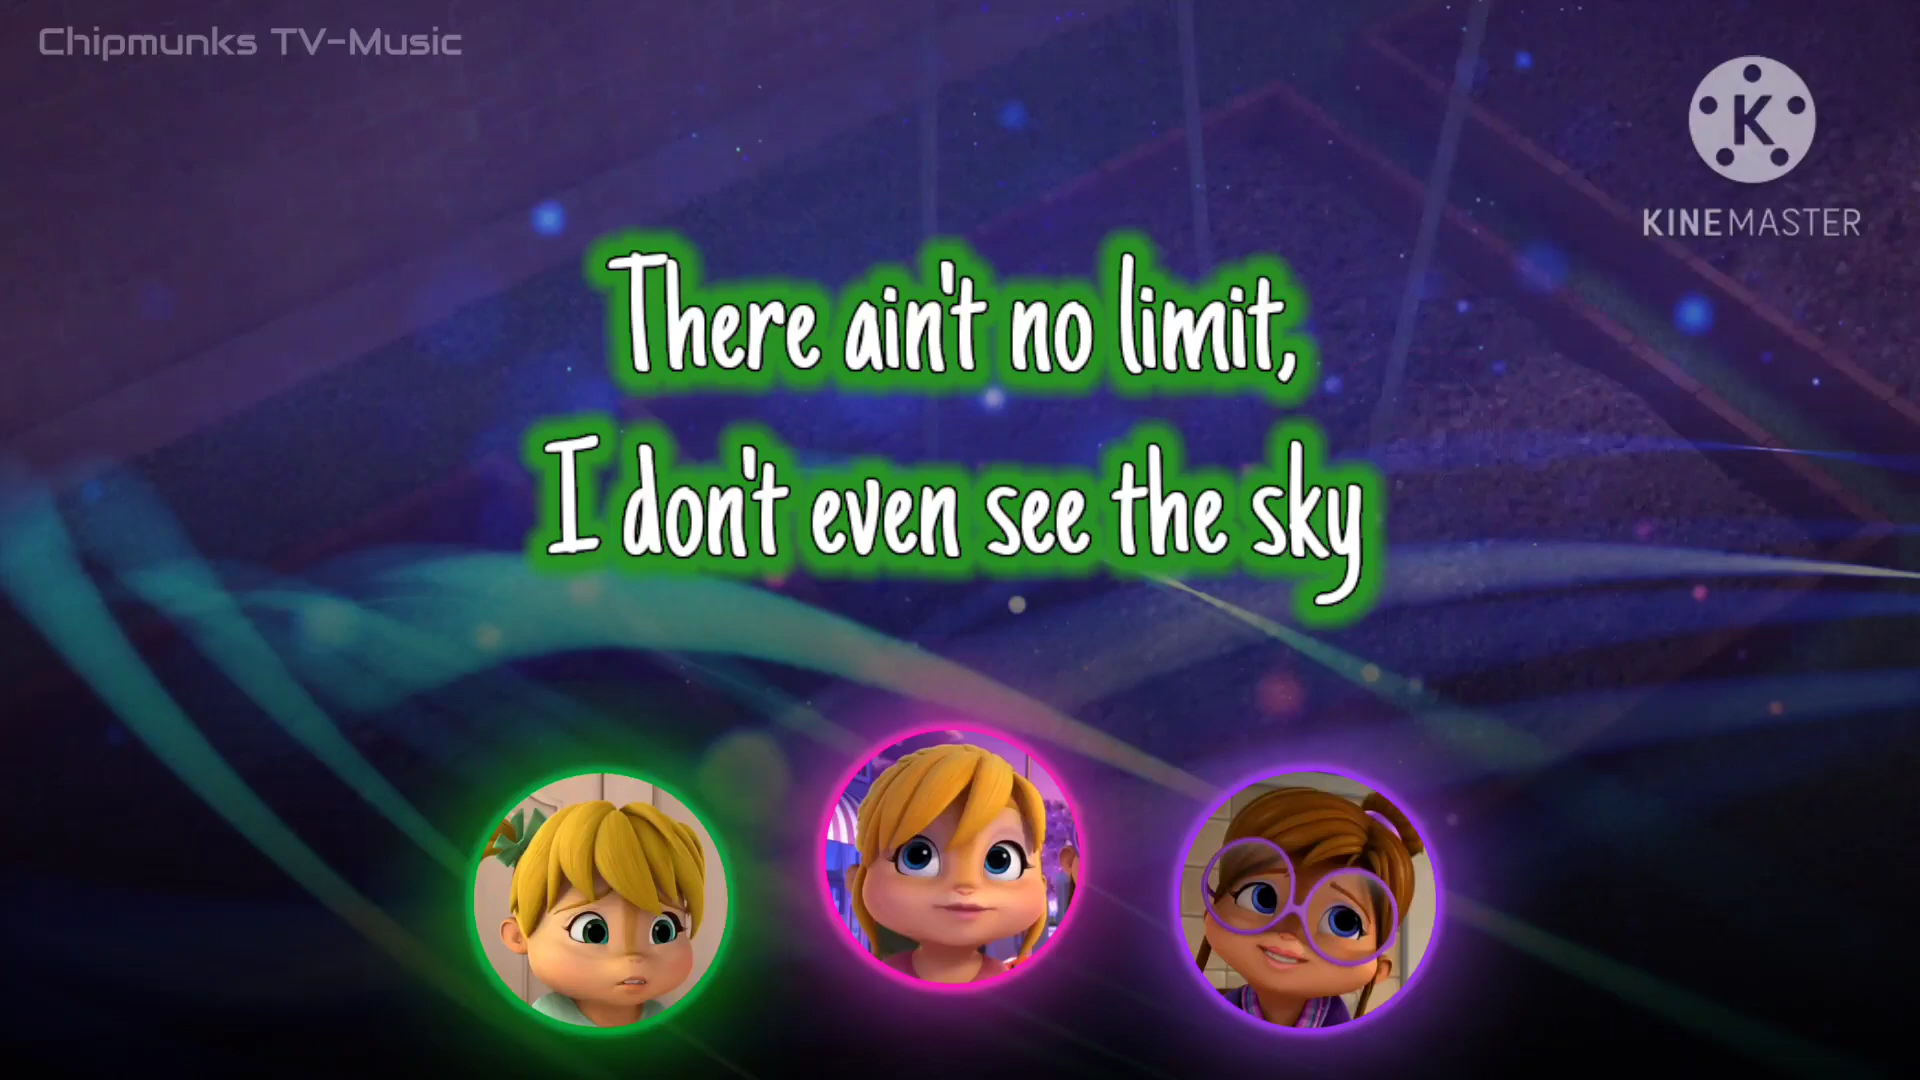 Chipmunks TV-Music
K
KINEMASTER
There ain't no limit,
I don't even see the sky